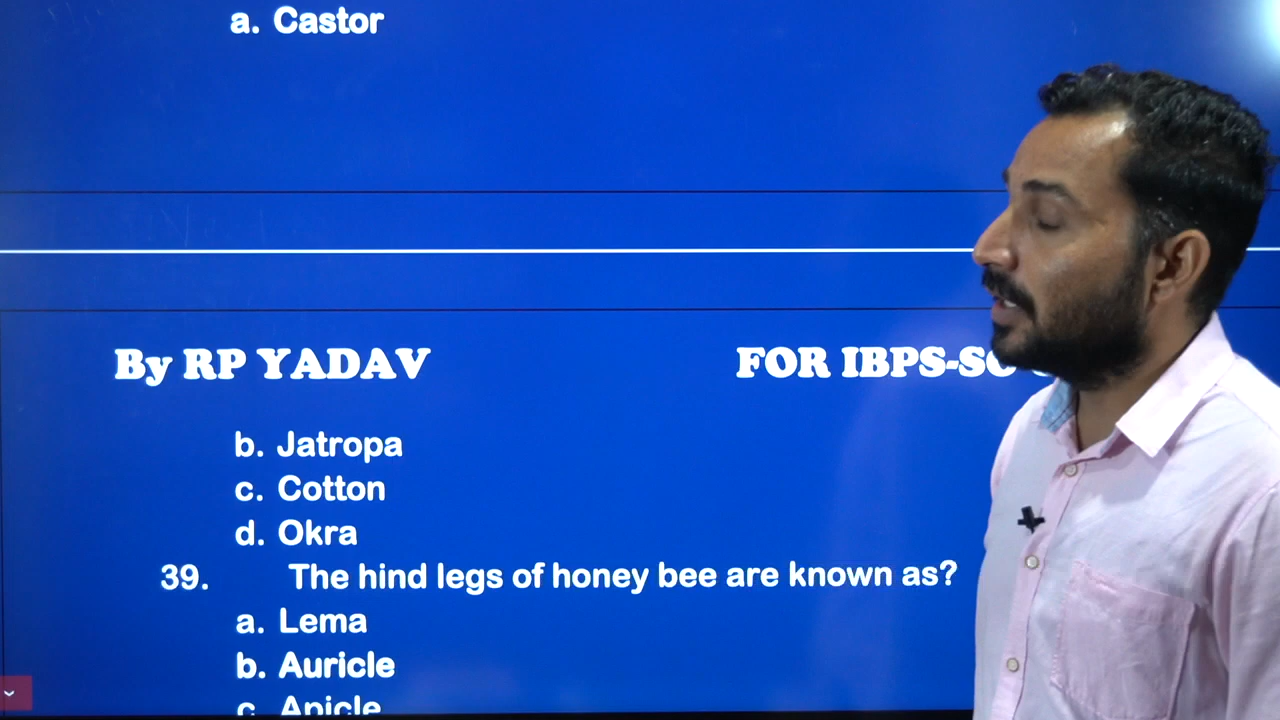 a. Castor
By RP YADAV FOR IBPS-SO
b. Jatropa
c. Cotton
d. Okra
39. The hind legs of honey bee are known as?
a. Lema
b. Auricle
c. Apicle